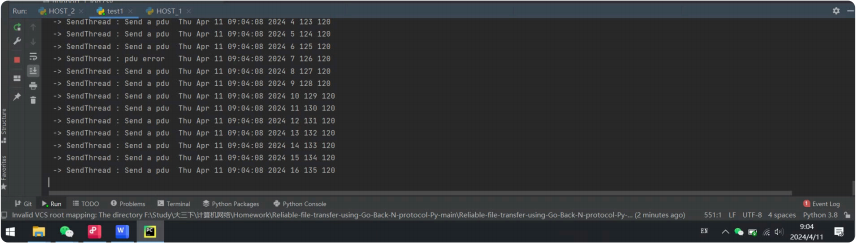 Run: HOST_2 × test1 × HOST_1 ×
-> SendThread : Send a pdu Thu Apr 11 09:04:08 2024 4 123 120
-> SendThread : Send a pdu Thu Apr 11 09:04:08 2024 5 124 120
-> SendThread : Send a pdu Thu Apr 11 09:04:08 2024 6 125 120
-> SendThread : pdu error Thu Apr 11 09:04:08 2024 7 126 120
-> SendThread : Send a pdu Thu Apr 11 09:04:08 2024 8 127 120
-> SendThread : Send a pdu Thu Apr 11 09:04:08 2024 9 128 120
-> SendThread : Send a pdu Thu Apr 11 09:04:08 2024 10 129 120
-> SendThread : Send a pdu Thu Apr 11 09:04:08 2024 11 130 120
-> SendThread : Send a pdu Thu Apr 11 09:04:08 2024 12 131 120
-> SendThread : Send a pdu Thu Apr 11 09:04:08 2024 13 132 120
-> SendThread : Send a pdu Thu Apr 11 09:04:08 2024 14 133 120
-> SendThread : Send a pdu Thu Apr 11 09:04:08 2024 15 134 120
-> SendThread : Send a pdu Thu Apr 11 09:04:08 2024 16 135 120
Structure
Favorites
Git Run TODO Problems Terminal Python Packages Python Console Event Log
Invalid VCS root mapping: The directory F:\Study\大三下\计算机网络\Homework\Reliable-file-transfer-using-Go-Back-N-protocol-Py-main\Reliable-file-transfer-using-Go-Back-N-protocol-Py-... (2 minutes ago) 551:1 LF UTF-8 4 spaces Python 3.8
EN 9:04
2024/4/11